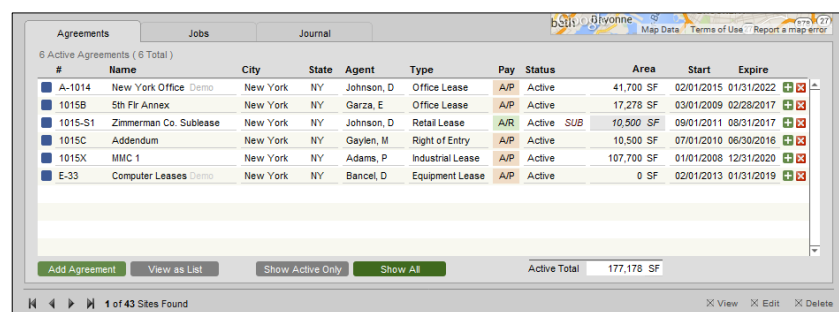 Bayonne
878 27
Map Data Terms of Use Report a map error
Agreements Jobs Journal
6 Active Agreements ( 6 Total )
# Name City State Agent Type Pay Status Area Start Expire
A-1014 New York Office Demo New York NY Johnson, D Office Lease A/P Active 41,700 SF 02/01/2015 01/31/2022
1015B 5th Flr Annex New York NY Garza, E Office Lease A/P Active 17,278 SF 03/01/2009 02/28/2017
1015-S1 Zimmerman Co. Sublease New York NY Johnson, D Retail Lease A/R Active SUB 10,500 SF 09/01/2011 08/31/2017
1015C Addendum New York NY Gaylen, M Right of Entry A/P Active 10,500 SF 07/01/2010 06/30/2016
1015X MMC 1 New York NY Adams, P Industrial Lease A/P Active 107,700 SF 01/01/2008 12/31/2020
E-33 Computer Leases Demo New York NY Bancel, D Equipment Lease A/P Active 0 SF 02/01/2013 01/31/2019
Add Agreement View as List Show Active Only Show All Active Total 177,178 SF
1 of 43 Sites Found View Edit Delete